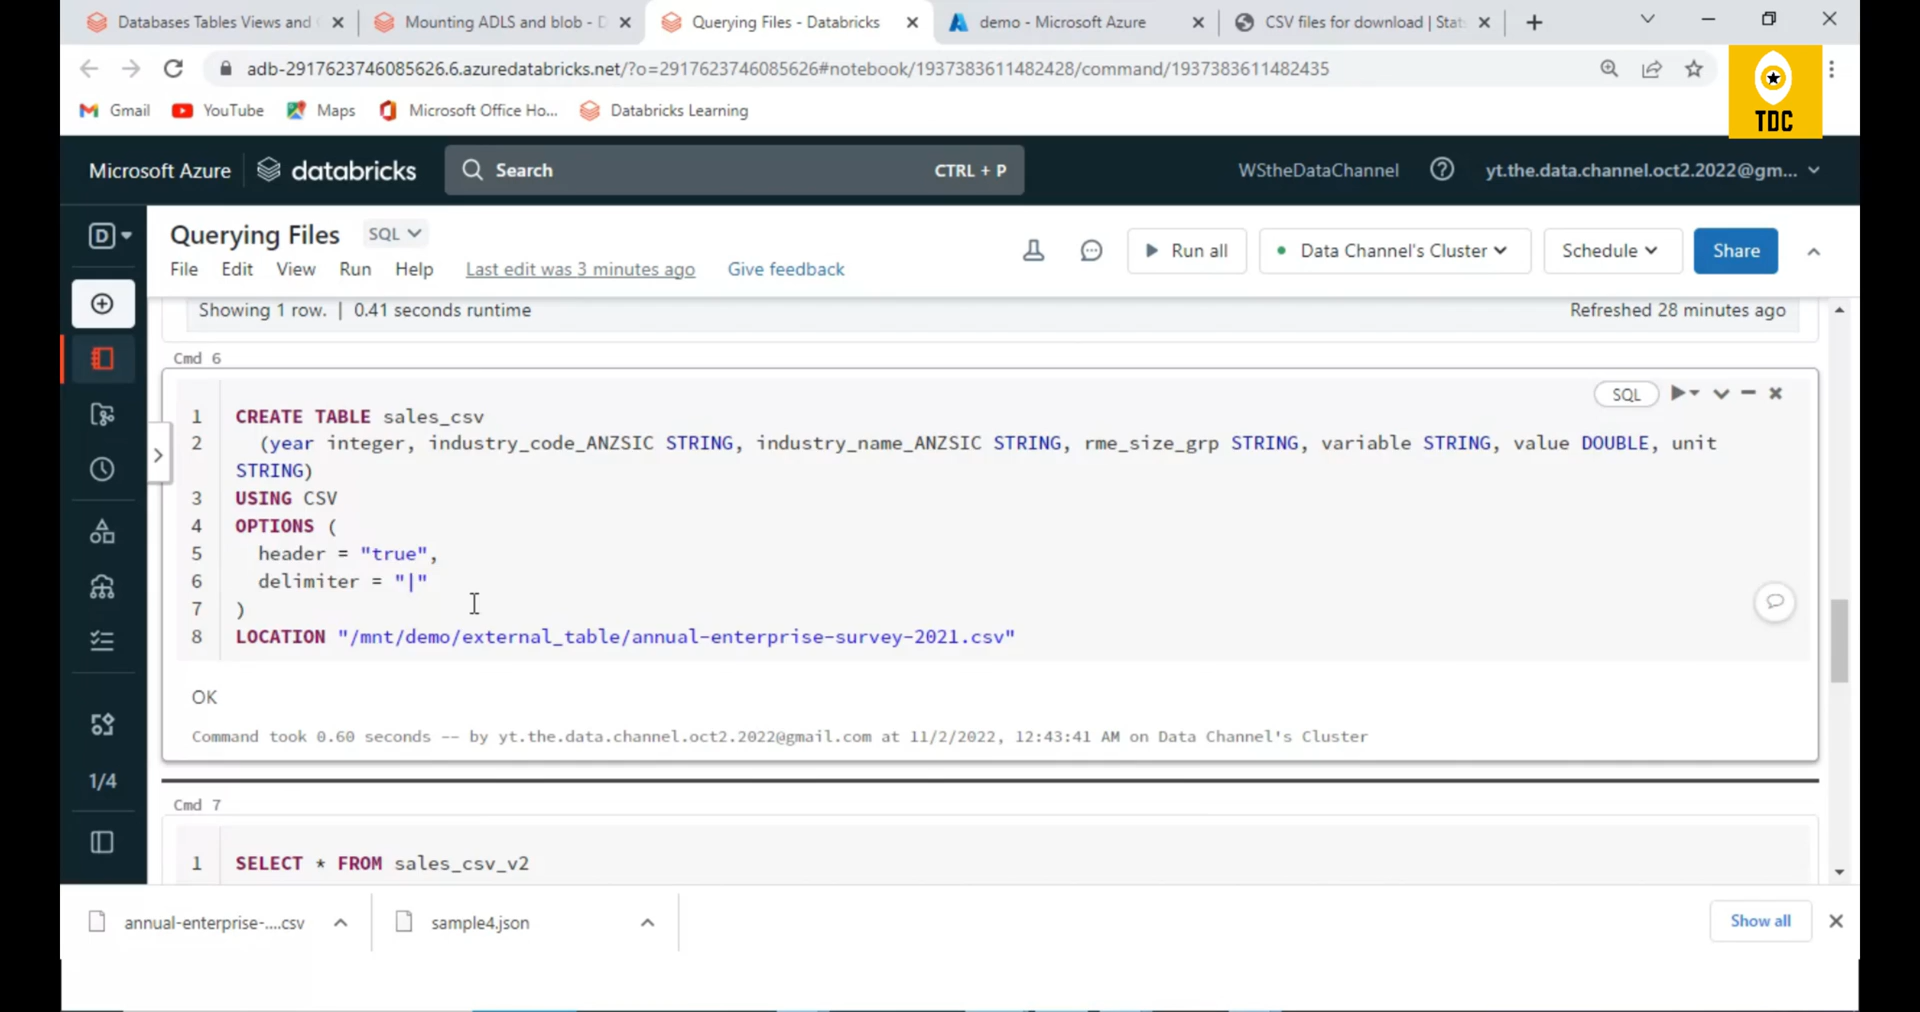 Databases Tables Views and
Mounting ADLS and blob - D
Querying Files - Databricks
demo - Microsoft Azure
CSV files for download | Stat
adb-2917623746085626.6.azuredatabricks.net/?o=2917623746085626#notebook/1937383611482428/command/1937383611482435
TDC
Gmail
YouTube
Maps
Microsoft Office Ho...
Databricks Learning
Microsoft Azure
databricks
Search
CTRL + P
WStheDataChannel
yt.the.data.channel.oct2.2022@gm...
D
Querying Files
SQL
File Edit View Run Help
Last edit was 3 minutes ago
Give feedback
Run all
Data Channel's Cluster
Schedule
Share
Showing 1 row. | 0.41 seconds runtime
Refreshed 28 minutes ago
Cmd 6
SQL
1 CREATE TABLE sales_csv
2 (year integer, industry_code_ANZSIC STRING, industry_name_ANZSIC STRING, rme_size_grp STRING, variable STRING, value DOUBLE, unit
STRING)
3 USING CSV
4 OPTIONS (
5 header = "true",
6 delimiter = "|"
7 )
8 LOCATION "/mnt/demo/external_table/annual-enterprise-survey-2021.csv"
OK
Command took 0.60 seconds -- by yt.the.data.channel.oct2.2022@gmail.com at 11/2/2022, 12:43:41 AM on Data Channel's Cluster
1/4
Cmd 7
1 SELECT * FROM sales_csv_v2
annual-enterprise-....csv
sample4.json
Show all